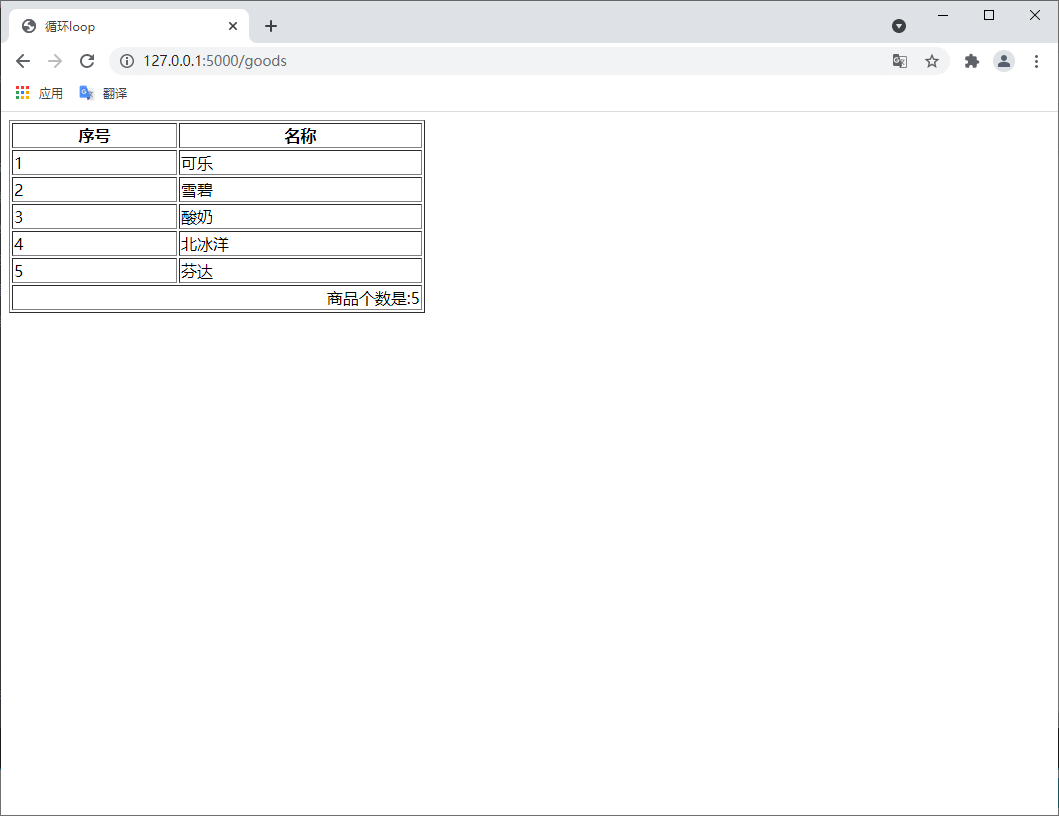 循环loop
127.0.0.1:5000/goods
应用 翻译
序号 名称
1 可乐
2 雪碧
3 酸奶
4 北冰洋
5 芬达
商品个数是:5